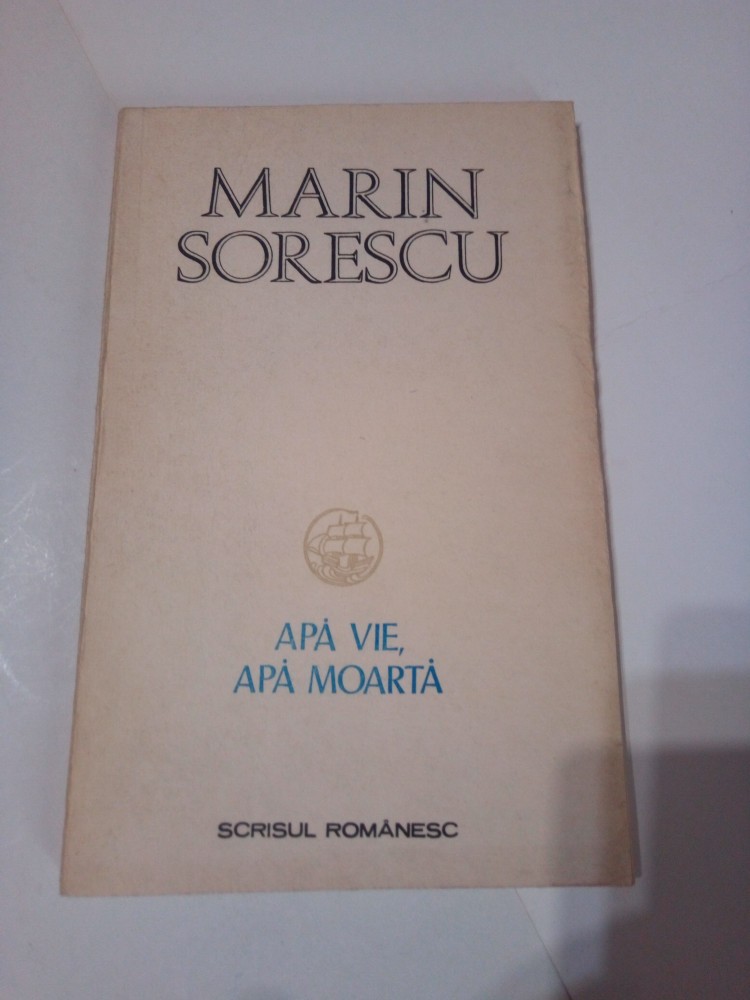 MARIN
SORESCU
APĂ VIE,
APĂ MOARTĂ
SCRISUL ROMÂNESC